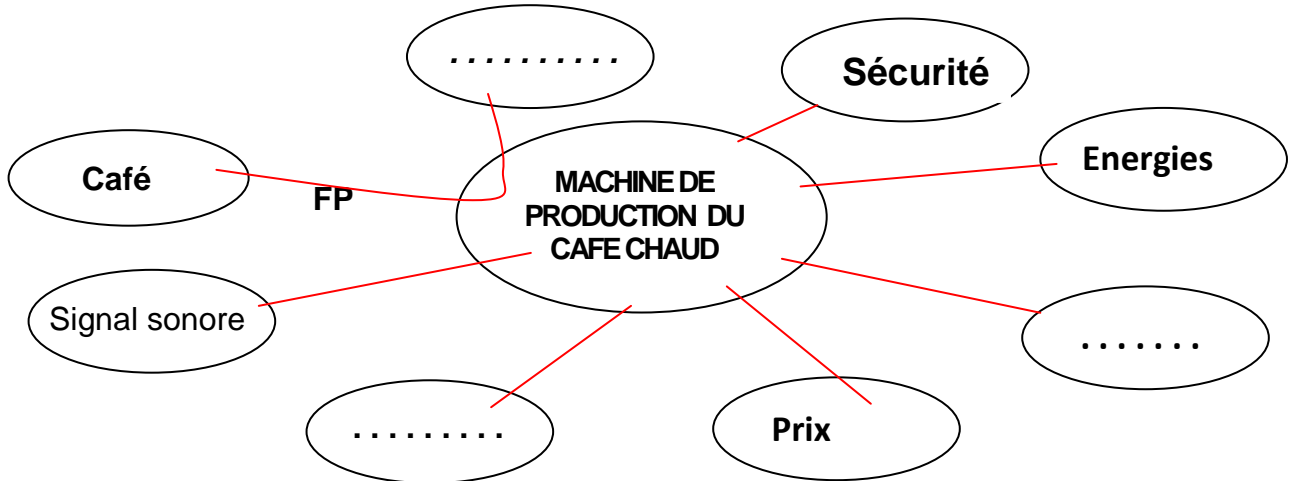 . . . . . . . . . .
Sécurité
Café
Energies
FP
MACHINE DE
PRODUCTION DU
CAFE CHAUD
Signal sonore
. . . . . . .
. . . . . . . . .
Prix